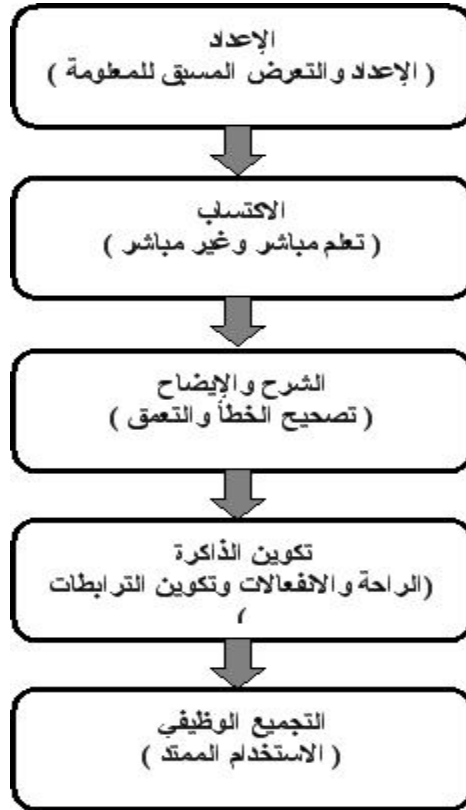 الإعداد
( الإعداد والتعرض المسبق للمعلومة )
الاكتساب
( تعلم مباشر وغير مباشر )
الشرح والإيضاح
( تصحيح الخطأ والتعمق )
تكوين الذاكرة
(الراحة والانفعالات وتكوين الترابطات
)
التجميع الوظيفي
( الاستخدام الممتد )